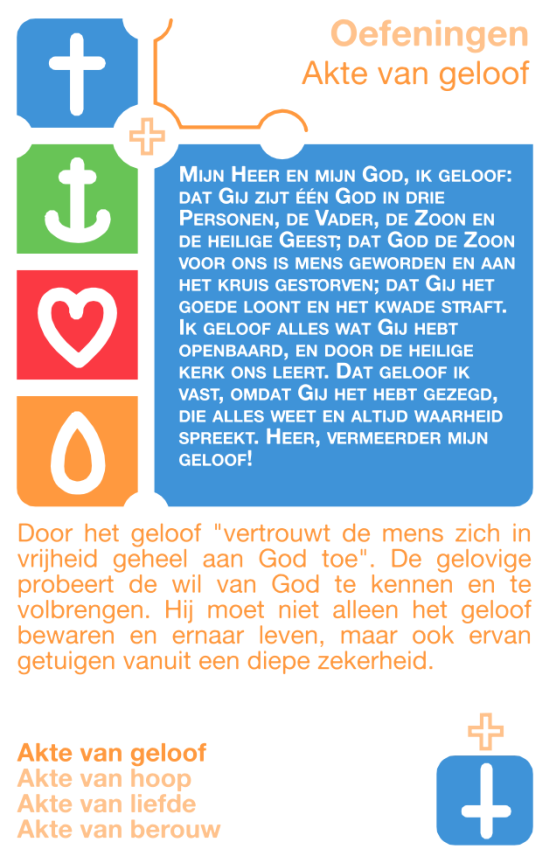 Oefeningen
Akte van geloof
Mijn Heer en mijn God, ik geloof:
dat Gij zijt één God in drie
Personen, de Vader, de Zoon en
de heilige Geest; dat God de Zoon
voor ons is mens geworden en aan
het kruis gestorven; dat Gij het
goede loont en het kwade straft.
Ik geloof alles wat Gij hebt
openbaard, en door de heilige
kerk ons leert. Dat geloof ik
vast, omdat Gij het hebt gezegd,
die alles weet en altijd waarheid
spreekt. Heer, vermeerder mijn
geloof!
Door het geloof "vertrouwt de mens zich in
vrijheid geheel aan God toe". De gelovige
probeert de wil van God te kennen en te
volbrengen. Hij moet niet alleen het geloof
bewaren en ernaar leven, maar ook ervan
getuigen vanuit een diepe zekerheid.
Akte van geloof
Akte van hoop
Akte van liefde
Akte van berouw